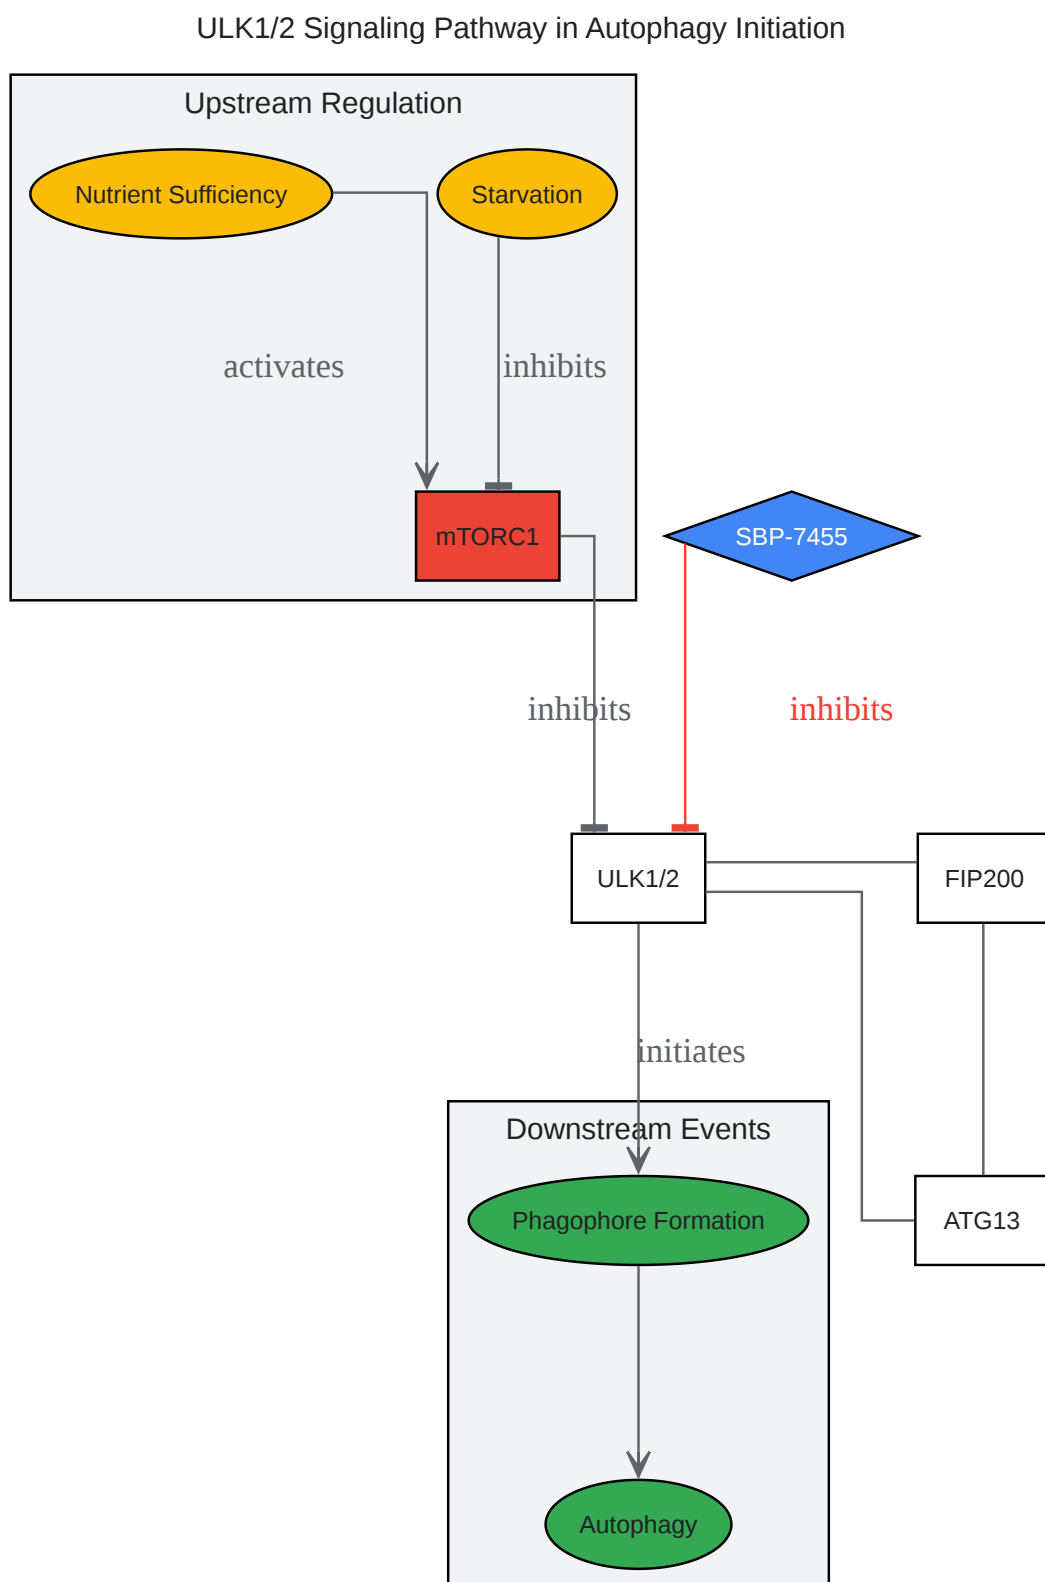 ULK1/2 Signaling Pathway in Autophagy Initiation
Upstream Regulation
Nutrient Sufficiency
Starvation
activates
inhibits
mTORC1
SBP-7455
inhibits
inhibits
ULK1/2
FIP200
initiates
Downstream Events
Phagophore Formation
ATG13
Autophagy